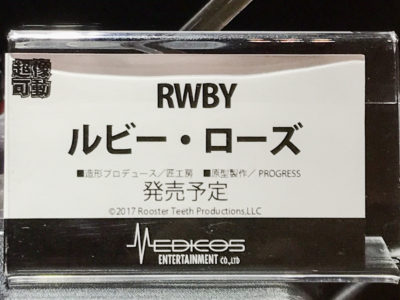 超像
可動
RWBY
ルビー・ローズ
■造形プロデュース／匠工房 ■原型製作／ PROGRESS
発売予定
©2017 Rooster Teeth Productions,LLC
MEDICOS
ENTERTAINMENT CO.,LTD